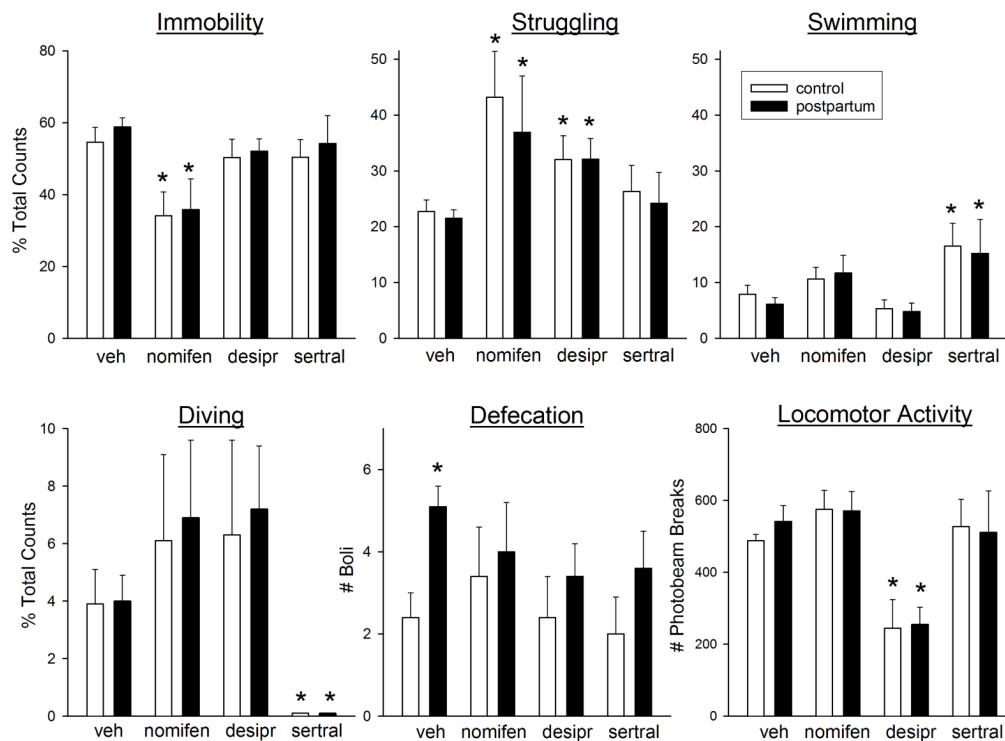 Immobility
% Total Counts
80
60
40
20
0
* *
veh nomifen desipr sertral
Struggling
50
40
30
20
10
0
* * * *
veh nomifen desipr sertral
Swimming
50
40
30
20
10
0
control
postpartum
* *
veh nomifen desipr sertral
Diving
% Total Counts
10
8
6
4
2
0
* *
veh nomifen desipr sertral
Defecation
# Boli
6
4
2
0
*
veh nomifen desipr sertral
Locomotor Activity
# Photobeam Breaks
800
600
400
200
0
* *
veh nomifen desipr sertral